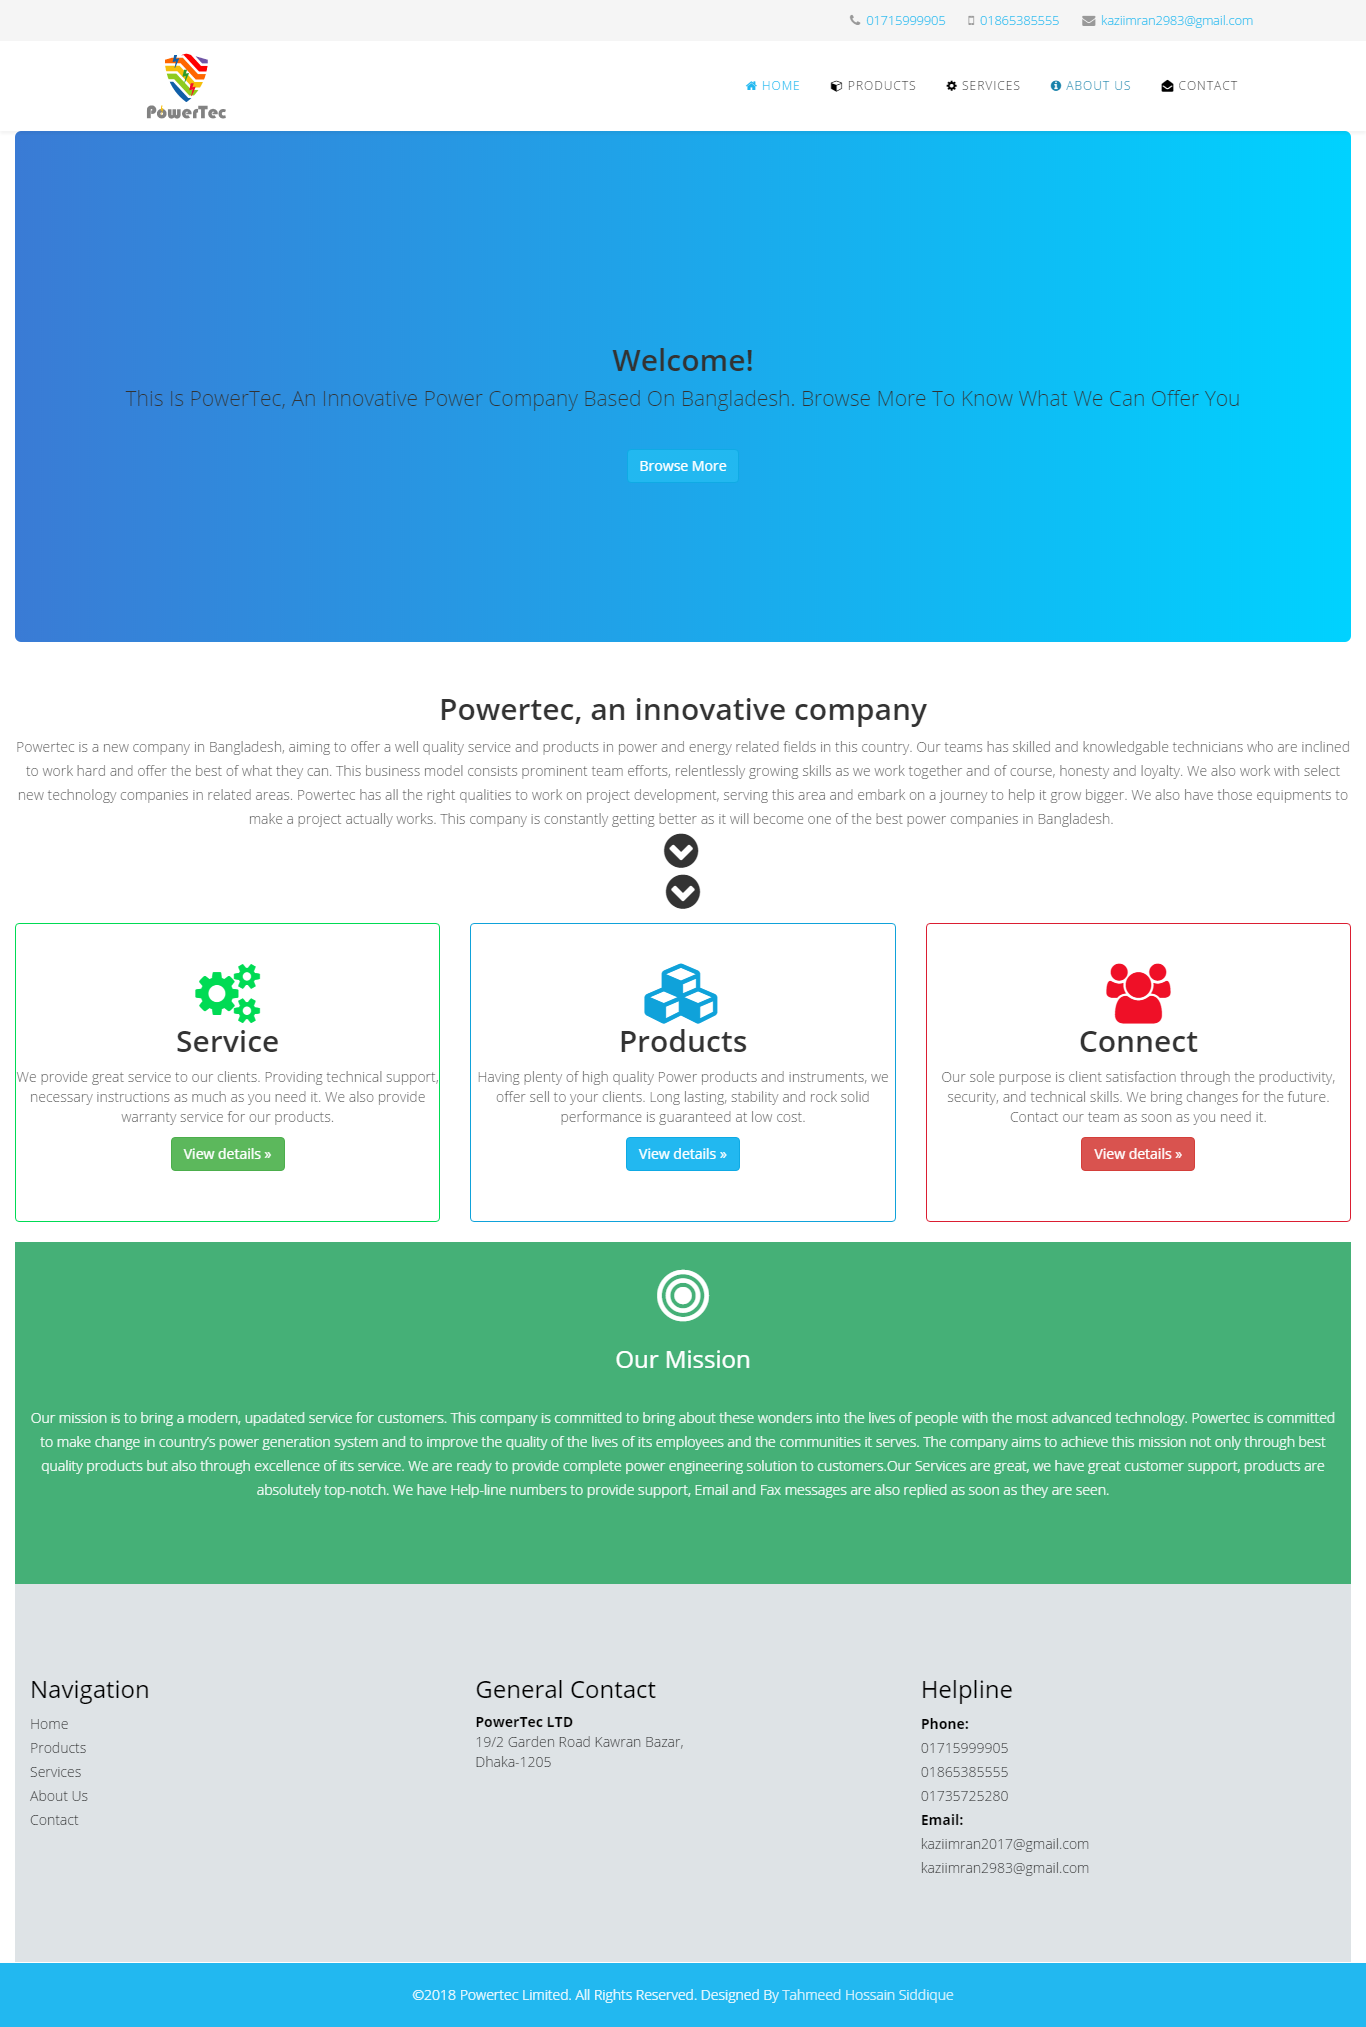 01715999905 01865385555 kaziimran2983@gmail.com
PowerTec
HOME PRODUCTS SERVICES ABOUT US CONTACT
Welcome!
This Is PowerTec, An Innovative Power Company Based On Bangladesh. Browse More To Know What We Can Offer You
Browse More
Powertec, an innovative company
Powertec is a new company in Bangladesh, aiming to offer a well quality service and products in power and energy related fields in this country. Our teams has skilled and knowledgable technicians who are inclined
to work hard and offer the best of what they can. This business model consists prominent team efforts, relentlessly growing skills as we work together and of course, honesty and loyalty. We also work with select
new technology companies in related areas. Powertec has all the right qualities to work on project development, serving this area and embark on a journey to help it grow bigger. We also have those equipments to
make a project actually works. This company is constantly getting better as it will become one of the best power companies in Bangladesh.
Service
We provide great service to our clients. Providing technical support,
necessary instructions as much as you need it. We also provide
warranty service for our products.
View details »
Products
Having plenty of high quality Power products and instruments, we
offer sell to your clients. Long lasting, stability and rock solid
performance is guaranteed at low cost.
View details »
Connect
Our sole purpose is client satisfaction through the productivity,
security, and technical skills. We bring changes for the future.
Contact our team as soon as you need it.
View details »
Our Mission
Our mission is to bring a modern, upadated service for customers. This company is committed to bring about these wonders into the lives of people with the most advanced technology. Powertec is committed
to make change in country's power generation system and to improve the quality of the lives of its employees and the communities it serves. The company aims to achieve this mission not only through best
quality products but also through excellence of its service. We are ready to provide complete power engineering solution to customers.Our Services are great, we have great customer support, products are
absolutely top-notch. We have Help-line numbers to provide support, Email and Fax messages are also replied as soon as they are seen.
Navigation
Home
Products
Services
About Us
Contact
General Contact
PowerTec LTD
19/2 Garden Road Kawran Bazar,
Dhaka-1205
Helpline
Phone:
01715999905
01865385555
01735725280
Email:
kaziimran2017@gmail.com
kaziimran2983@gmail.com
©2018 Powertec Limited. All Rights Reserved. Designed By Tahmeed Hossain Siddique